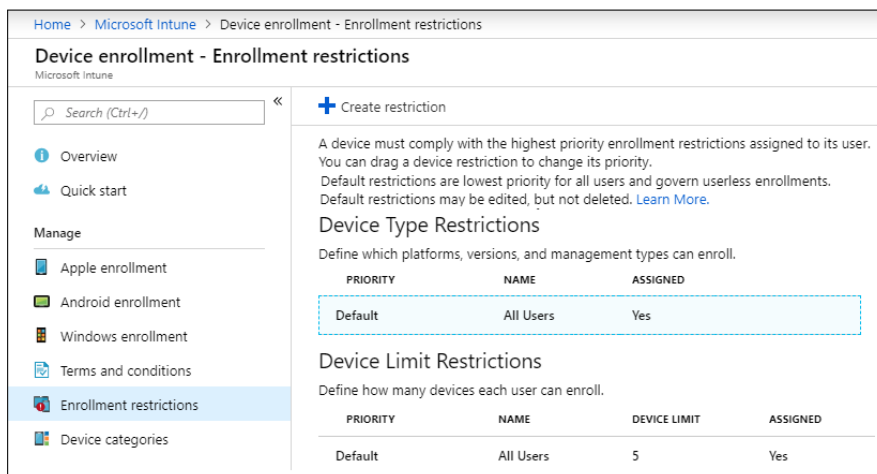 Home > Microsoft Intune > Device enrollment - Enrollment restrictions
Device enrollment - Enrollment restrictions
Microsoft Intune
Search (Ctrl+/)
«
Overview
Quick start
Manage
Apple enrollment
Android enrollment
Windows enrollment
Terms and conditions
Enrollment restrictions
Device categories
Create restriction
A device must comply with the highest priority enrollment restrictions assigned to its user.
You can drag a device restriction to change its priority.
Default restrictions are lowest priority for all users and govern userless enrollments.
Default restrictions may be edited, but not deleted. Learn More.
Device Type Restrictions
Define which platforms, versions, and management types can enroll.
PRIORITY NAME ASSIGNED
Default All Users Yes
Device Limit Restrictions
Define how many devices each user can enroll.
PRIORITY NAME DEVICE LIMIT ASSIGNED
Default All Users 5 Yes